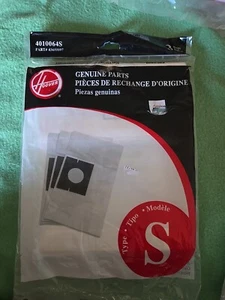 4010064S
HOOVER
GENUINE PARTS
PIÈCES DE RECHANGE D'ORIGINE
Piezas genuinas
Type • Tipo • Modèle
S